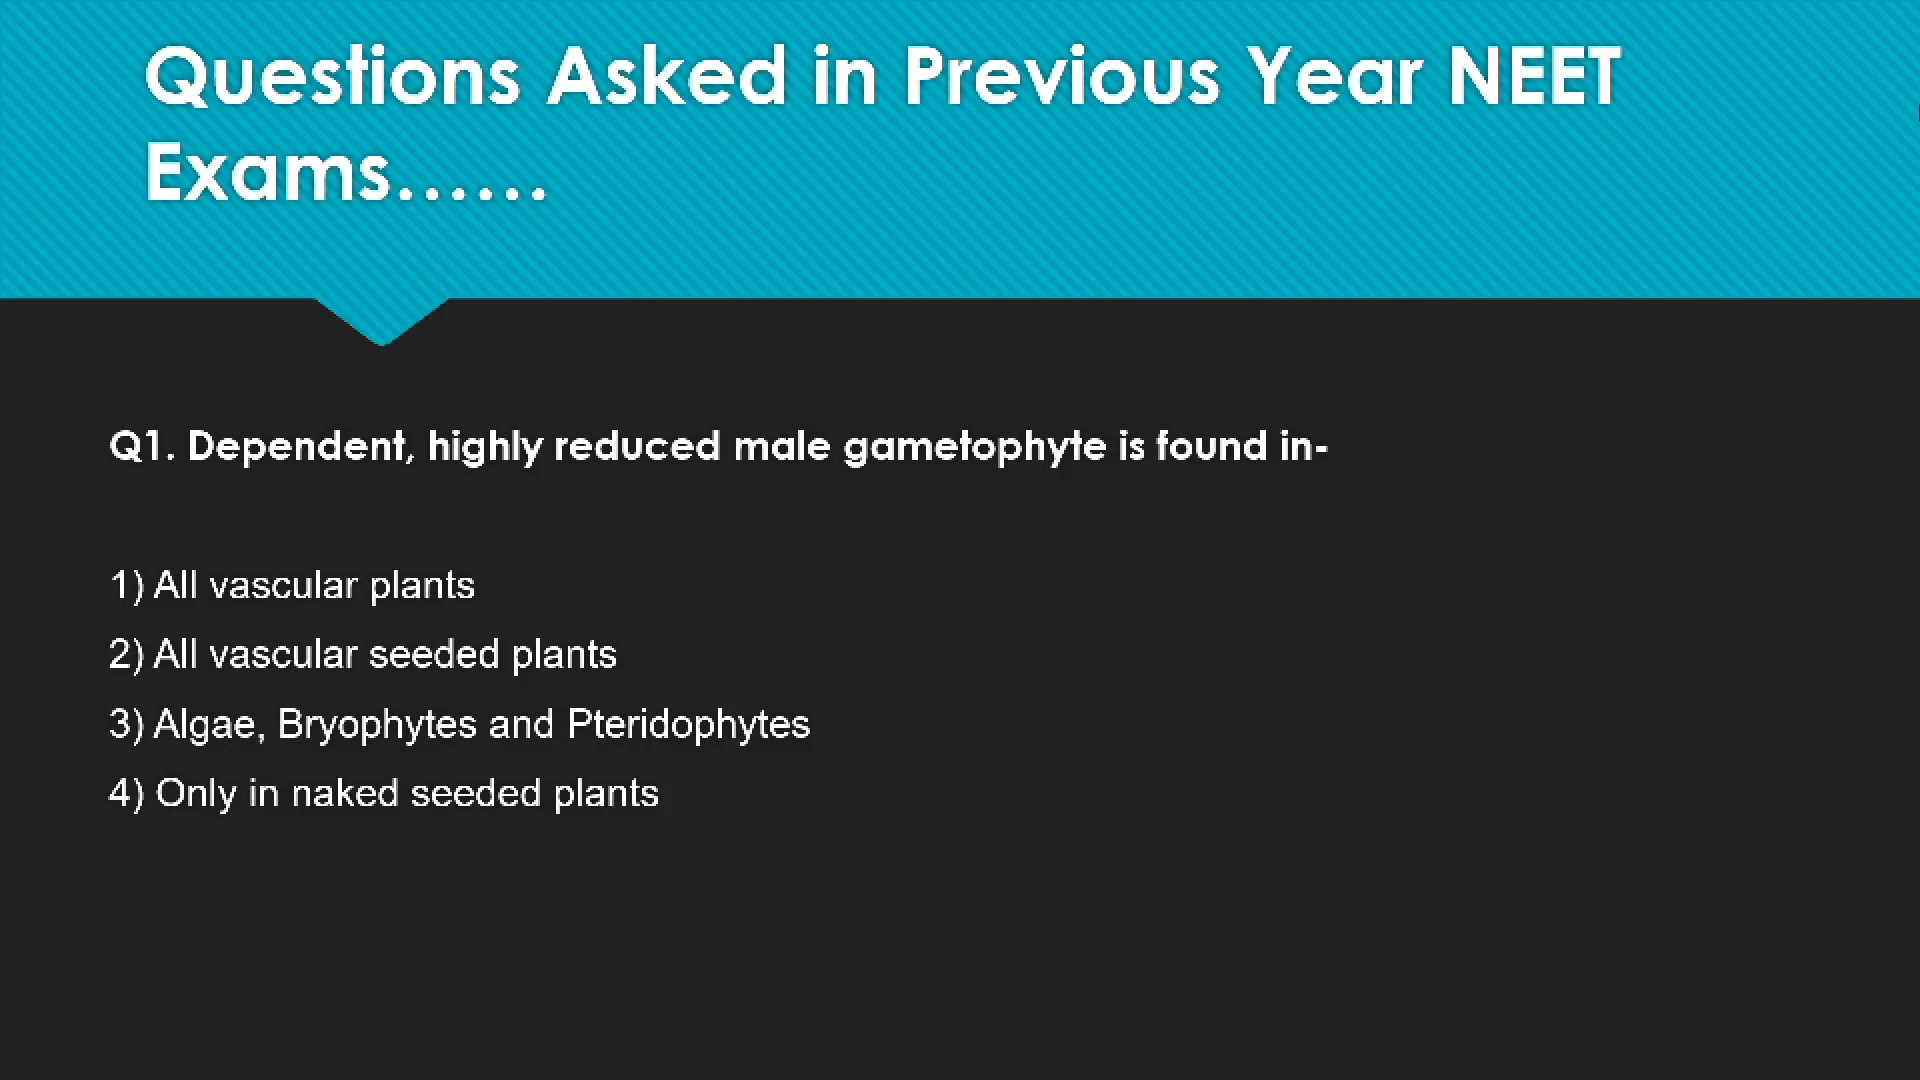 Questions Asked in Previous Year NEET
Exams......
Q1. Dependent, highly reduced male gametophyte is found in-
1) All vascular plants
2) All vascular seeded plants
3) Algae, Bryophytes and Pteridophytes
4) Only in naked seeded plants